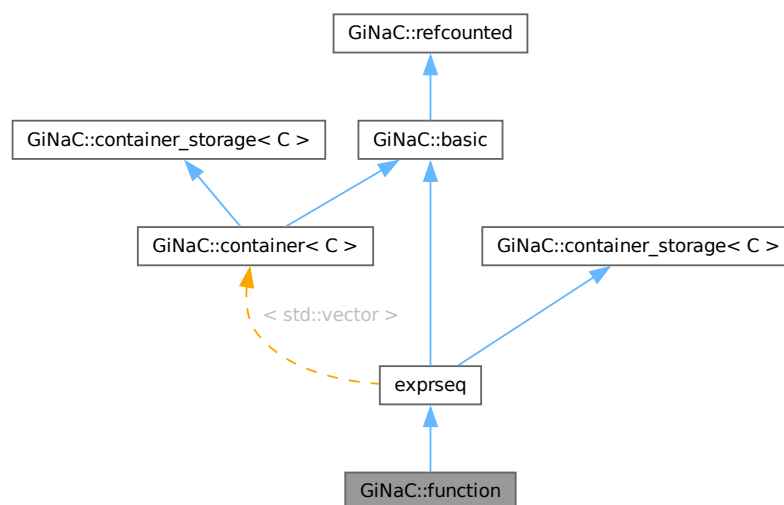 GiNaC::refcounted
GiNaC::container_storage< C >
GiNaC::basic
GiNaC::container< C >
GiNaC::container_storage< C >
< std::vector >
exprseq
GiNaC::function